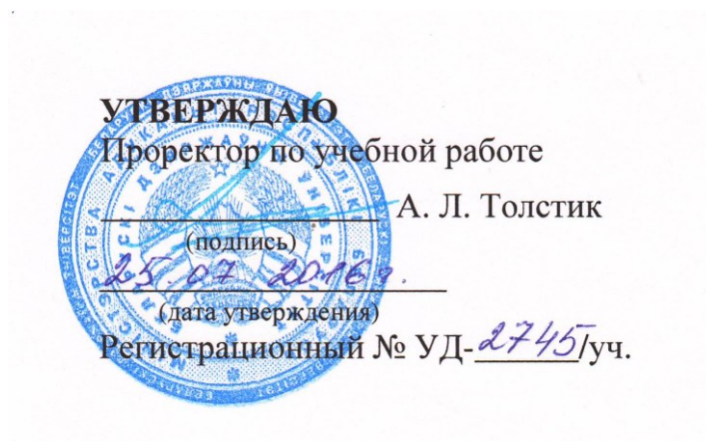 УТВЕРЖДАЮ
Проректор по учебной работе
А. Л. Толстик
(подпись)
25.07 2016г.
(дата утверждения)
Регистрационный № УД-2745/уч.